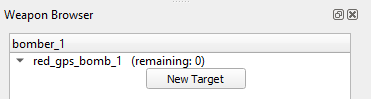 Weapon Browser
bomber_1
red_gps_bomb_1 (remaining: 0)
New Target